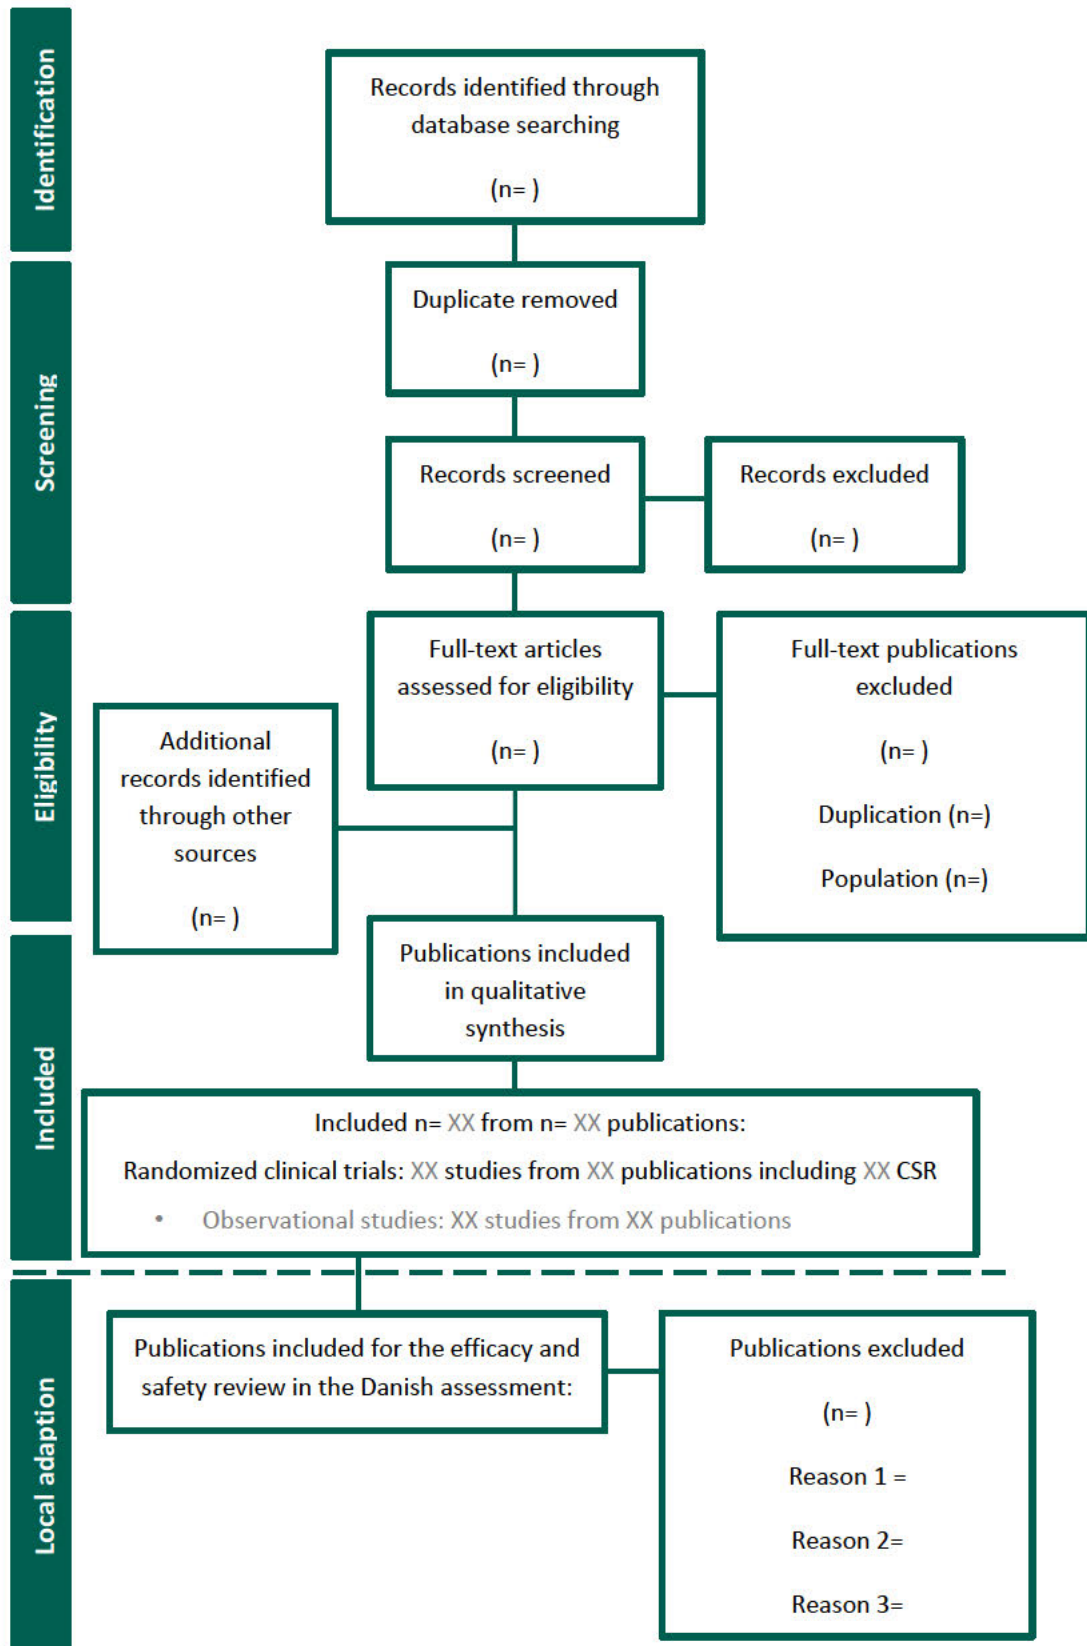 Identification
Records identified through
database searching
(n= )
Screening
Duplicate removed
(n= )
Records screened
(n= )
Records excluded
(n= )
Eligibility
Full-text articles
assessed for eligibility
(n= )
Full-text publications
excluded
(n= )
Duplication (n=)
Population (n=)
Additional
records identified
through other
sources
(n= )
Included
Publications included
in qualitative
synthesis
Included n= XX from n= XX publications:
Randomized clinical trials: XX studies from XX publications including XX CSR
• Observational studies: XX studies from XX publications
Local adaption
Publications included for the efficacy and
safety review in the Danish assessment:
Publications excluded
(n= )
Reason 1 =
Reason 2=
Reason 3=